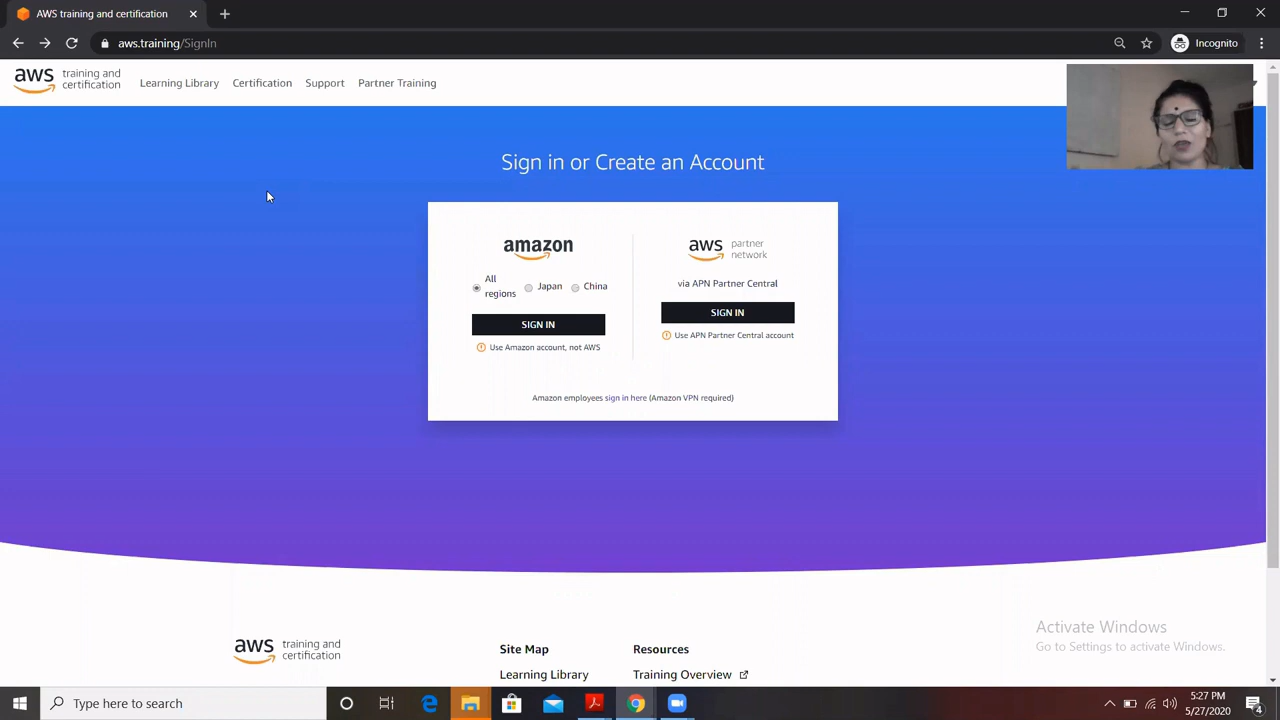 AWS training and certification
aws.training/SignIn
Incognito
aws training and certification
Learning Library
Certification
Support
Partner Training
Sign in or Create an Account
amazon
All regions
Japan
China
SIGN IN
Use Amazon account, not AWS
aws partner network
via APN Partner Central
SIGN IN
Use APN Partner Central account
Amazon employees sign in here (Amazon VPN required)
aws training and certification
Site Map
Learning Library
Resources
Training Overview
Activate Windows
Go to Settings to activate Windows.
Type here to search
5:27 PM
5/27/2020
4